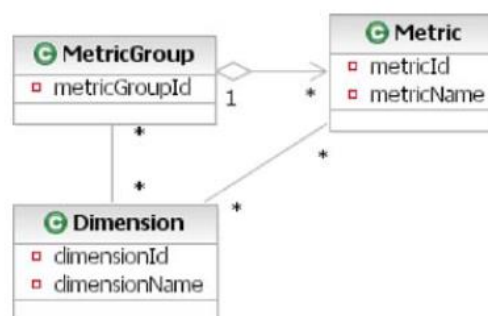 MetricGroup
metricGroupId
1
*
Metric
metricId
metricName
*
*
*
*
Dimension
dimensionId
dimensionName